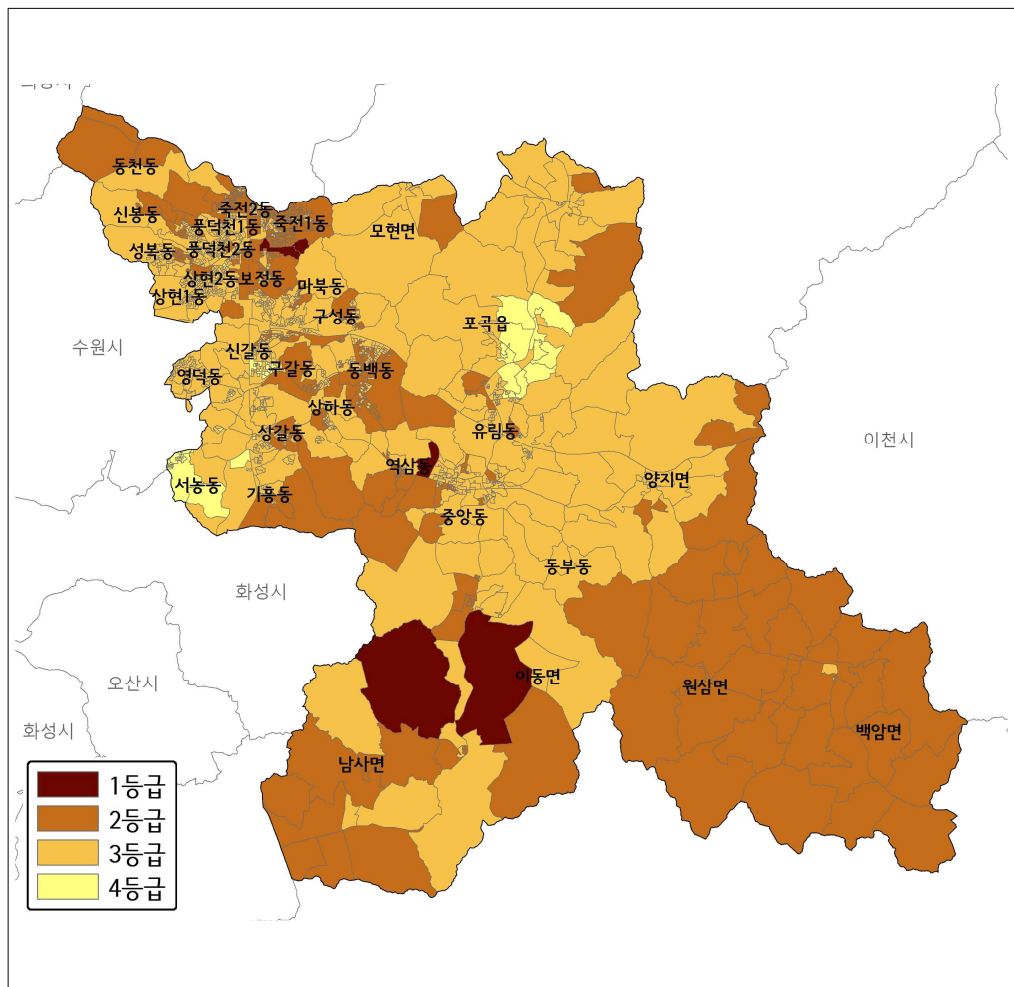 동천동
죽전2동
신봉동
풍덕천1동
죽전1동
모현면
성복동
풍덕천2동
상현2동
보정동
마북동
상현1동
구성동
포곡읍
수원시
신갈동
구갈동
동백동
영덕동
상하동
상갈동
유림동
이천시
역삼동
양지면
서농동
기흥동
중앙동
동부동
화성시
이동면
원삼면
오산시
화성시
백암면
남사면
1등급
2등급
3등급
4등급